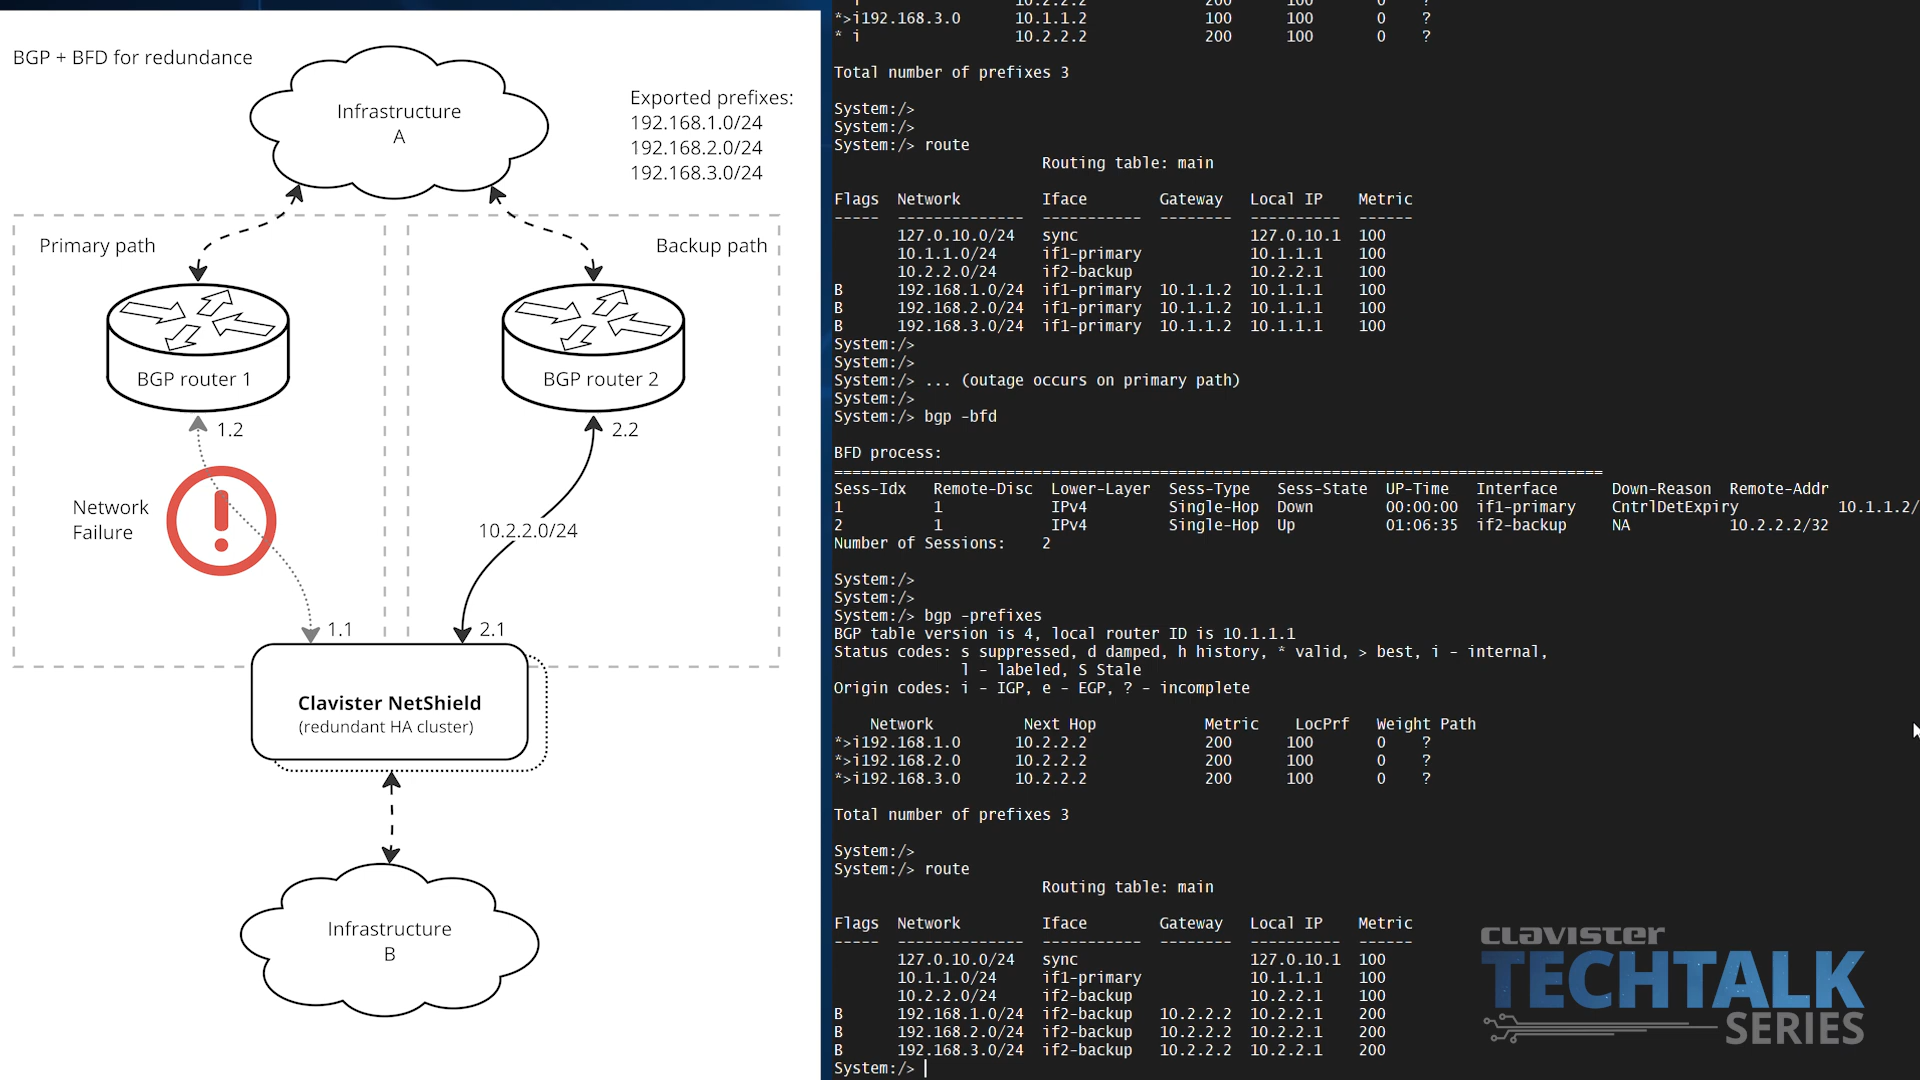 BGP + BFD for redundance
Infrastructure
A
Exported prefixes:
192.168.1.0/24
192.168.2.0/24
192.168.3.0/24
Primary path
Backup path
BGP router 1
BGP router 2
1.2
2.2
Network
Failure
10.2.2.0/24
1.1
2.1
Clavister NetShield
(redundant HA cluster)
Infrastructure
B
* i 10.2.2.2 200 100 0 ?
*>i192.168.3.0 10.1.1.2 100 100 0 ?
* i 10.2.2.2 200 100 0 ?
Total number of prefixes 3
System:/>
System:/>
System:/> route
Routing table: main
Flags Network Iface Gateway Local IP Metric
----- -------------- ----------- -------- ---------- ------
127.0.10.0/24 sync 127.0.10.1 100
10.1.1.0/24 if1-primary 10.1.1.1 100
10.2.2.0/24 if2-backup 10.2.2.1 100
B 192.168.1.0/24 if1-primary 10.1.1.2 10.1.1.1 100
B 192.168.2.0/24 if1-primary 10.1.1.2 10.1.1.1 100
B 192.168.3.0/24 if1-primary 10.1.1.2 10.1.1.1 100
System:/>
System:/>
System:/> ... (outage occurs on primary path)
System:/>
System:/> bgp -bfd
BFD process:
=====================================================================================
Sess-Idx Remote-Disc Lower-Layer Sess-Type Sess-State UP-Time Interface Down-Reason Remote-Addr
1 1 IPv4 Single-Hop Down 00:00:00 if1-primary CntrlDetExpiry 10.1.1.2/
2 1 IPv4 Single-Hop Up 01:06:35 if2-backup NA 10.2.2.2/32
Number of Sessions: 2
System:/>
System:/>
System:/> bgp -prefixes
BGP table version is 4, local router ID is 10.1.1.1
Status codes: s suppressed, d damped, h history, * valid, > best, i - internal,
l - labeled, S Stale
Origin codes: i - IGP, e - EGP, ? - incomplete
Network Next Hop Metric LocPrf Weight Path
*>i192.168.1.0 10.2.2.2 200 100 0 ?
*>i192.168.2.0 10.2.2.2 200 100 0 ?
*>i192.168.3.0 10.2.2.2 200 100 0 ?
Total number of prefixes 3
System:/>
System:/> route
Routing table: main
Flags Network Iface Gateway Local IP Metric
----- -------------- ----------- -------- ---------- ------
127.0.10.0/24 sync 127.0.10.1 100
10.1.1.0/24 if1-primary 10.1.1.1 100
10.2.2.0/24 if2-backup 10.2.2.1 100
B 192.168.1.0/24 if2-backup 10.2.2.2 10.2.2.1 200
B 192.168.2.0/24 if2-backup 10.2.2.2 10.2.2.1 200
B 192.168.3.0/24 if2-backup 10.2.2.2 10.2.2.1 200
System:/>
CLAVISTER
TECHTALK
SERIES